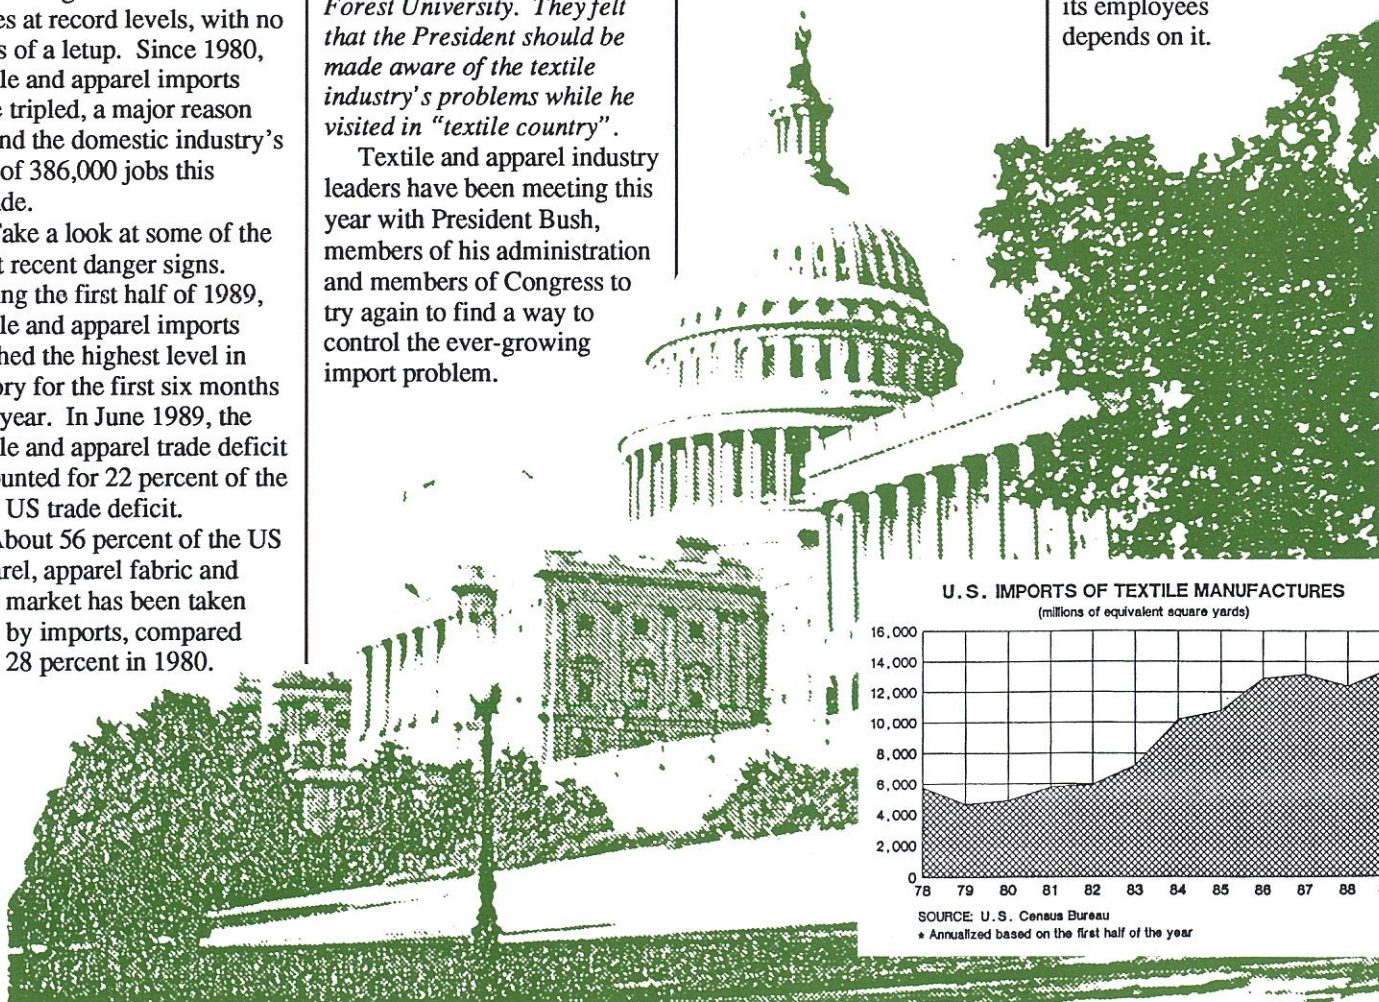 es at record levels, with no
s of a letup. Since 1980,
le and apparel imports
e tripled, a major reason
nd the domestic industry's
of 386,000 jobs this
de.
Take a look at some of the
t recent danger signs.
ing the first half of 1989,
le and apparel imports
hed the highest level in
ory for the first six months
year. In June 1989, the
le and apparel trade deficit
ounted for 22 percent of the
US trade deficit.
About 56 percent of the US
rel, apparel fabric and
market has been taken
by imports, compared
28 percent in 1980.
Forest University. They felt
that the President should be
made aware of the textile
industry's problems while he
visited in "textile country".
Textile and apparel industry
leaders have been meeting this
year with President Bush,
members of his administration
and members of Congress to
try again to find a way to
control the ever-growing
import problem.
its employees
depends on it.
U.S. IMPORTS OF TEXTILE MANUFACTURES
(millions of equivalent square yards)
16,000
14,000
12,000
10,000
8,000
6,000
4,000
2,000
0
78 79 80 81 82 83 84 85 86 87 88
SOURCE: U.S. Census Bureau
* Annualized based on the first half of the year